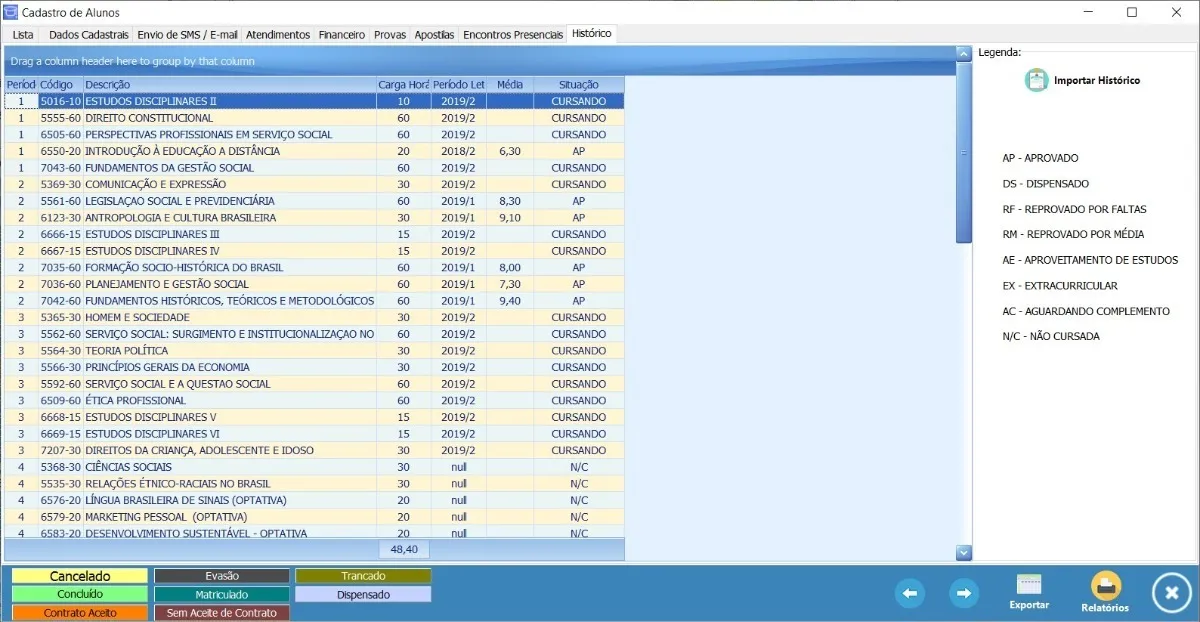 Cadastro de Alunos
Lista Dados Cadastrais Envio de SMS / E-mail Atendimentos Financeiro Provas Apostilas Encontros Presenciais Histórico
Drag a column header here to group by that column
Períod Código Descrição Carga Horá Período Let Média Situação
1 5016-10 ESTUDOS DISCIPLINARES II 10 2019/2 CURSANDO
1 5555-60 DIREITO CONSTITUCIONAL 60 2019/2 CURSANDO
1 6505-60 PERSPECTIVAS PROFISSIONAIS EM SERVIÇO SOCIAL 60 2019/2 CURSANDO
1 6550-20 INTRODUÇÃO À EDUCAÇÃO A DISTÂNCIA 20 2018/2 6,30 AP
1 7043-60 FUNDAMENTOS DA GESTÃO SOCIAL 60 2019/2 CURSANDO
2 5369-30 COMUNICAÇÃO E EXPRESSÃO 30 2019/2 CURSANDO
2 5561-60 LEGISLAÇAO SOCIAL E PREVIDENCIÁRIA 60 2019/1 8,30 AP
2 6123-30 ANTROPOLOGIA E CULTURA BRASILEIRA 30 2019/1 9,10 AP
2 6666-15 ESTUDOS DISCIPLINARES III 15 2019/2 CURSANDO
2 6667-15 ESTUDOS DISCIPLINARES IV 15 2019/2 CURSANDO
2 7035-60 FORMAÇÃO SOCIO-HISTÓRICA DO BRASIL 60 2019/1 8,00 AP
2 7036-60 PLANEJAMENTO E GESTÃO SOCIAL 60 2019/1 7,30 AP
2 7042-60 FUNDAMENTOS HISTÓRICOS, TEÓRICOS E METODOLÓGICOS 60 2019/1 9,40 AP
3 5365-30 HOMEM E SOCIEDADE 30 2019/2 CURSANDO
3 5562-60 SERVIÇO SOCIAL: SURGIMENTO E INSTITUCIONALIZAÇAO NO 60 2019/2 CURSANDO
3 5564-30 TEORIA POLÍTICA 30 2019/2 CURSANDO
3 5566-30 PRINCÍPIOS GERAIS DA ECONOMIA 30 2019/2 CURSANDO
3 5592-60 SERVIÇO SOCIAL E A QUESTAO SOCIAL 60 2019/2 CURSANDO
3 6509-60 ÉTICA PROFISSIONAL 60 2019/2 CURSANDO
3 6668-15 ESTUDOS DISCIPLINARES V 15 2019/2 CURSANDO
3 6669-15 ESTUDOS DISCIPLINARES VI 15 2019/2 CURSANDO
3 7207-30 DIREITOS DA CRIANÇA, ADOLESCENTE E IDOSO 30 2019/2 CURSANDO
4 5368-30 CIÊNCIAS SOCIAIS 30 null N/C
4 5535-30 RELAÇÕES ÉTNICO-RACIAIS NO BRASIL 30 null N/C
4 6576-20 LÍNGUA BRASILEIRA DE SINAIS (OPTATIVA) 20 null N/C
4 6579-20 MARKETING PESSOAL (OPTATIVA) 20 null N/C
4 6583-20 DESENVOLVIMENTO SUSTENTÁVEL - OPTATIVA 20 null N/C
48,40
Legenda:
Importar Histórico
AP - APROVADO
DS - DISPENSADO
RF - REPROVADO POR FALTAS
RM - REPROVADO POR MÉDIA
AE - APROVEITAMENTO DE ESTUDOS
EX - EXTRACURRICULAR
AC - AGUARDANDO COMPLEMENTO
N/C - NÃO CURSADA
Cancelado Evasão Trancado
Concluído Matriculado Dispensado
Contrato Aceito Sem Aceite de Contrato
Exportar Relatórios